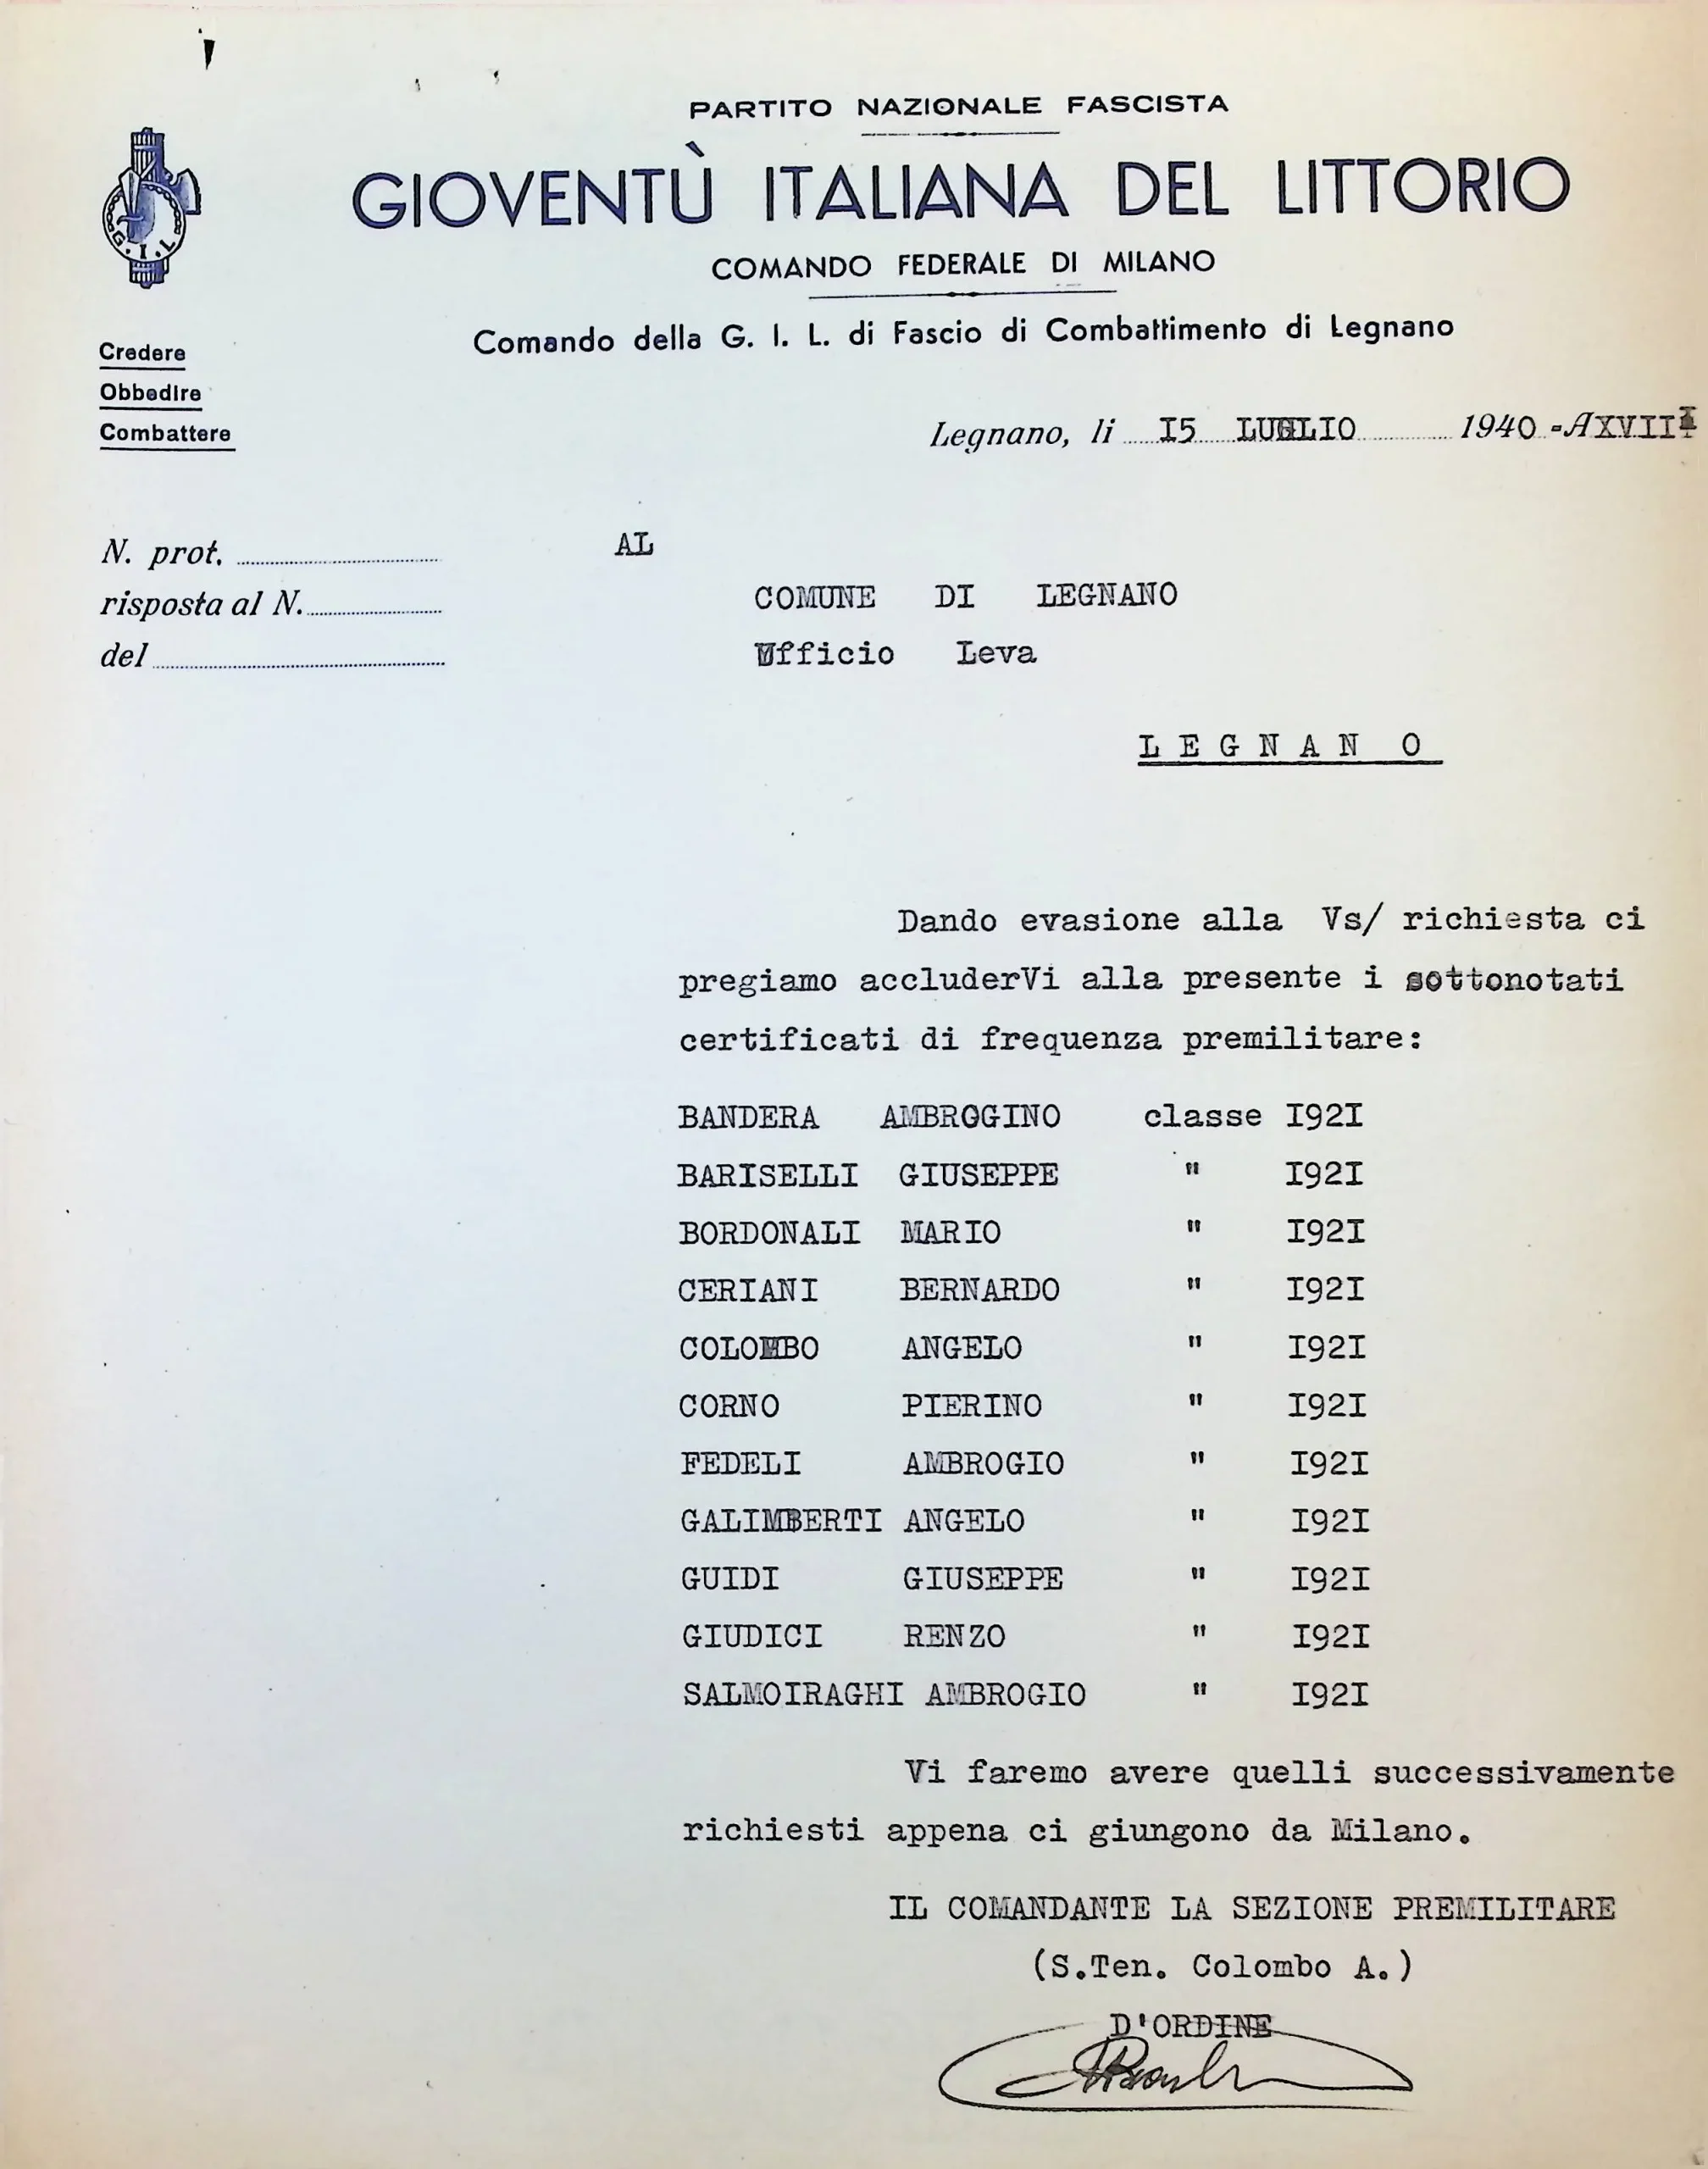 PARTITO NAZIONALE FASCISTA
GIOVENTÙ ITALIANA DEL LITTORIO
COMANDO FEDERALE DI MILANO
Comando della G. I. L. di Fascio di Combattimento di Legnano
G. I. L
Credere
Obbedire
Combattere
Legnano, li I5 LUGLIO 1940 - A XVIII
N. prot.
risposta al N.
del
AL
COMUNE DI LEGNANO
Ufficio Leva
L E G N A N O
Dando evasione alla Vs/ richiesta ci
pregiamo accluderVi alla presente i sottonotati
certificati di frequenza premilitare:
BANDERA AMBROGINO classe I92I
BARISELLI GIUSEPPE " I92I
BORDONALI MARIO " I92I
CERIANI BERNARDO " I92I
COLOMBO ANGELO " I92I
CORNO PIERINO " I92I
FEDELI AMBROGIO " I92I
GALIMBERTI ANGELO " I92I
GUIDI GIUSEPPE " I92I
GIUDICI RENZO " I92I
SALMOIRAGHI AMBROGIO " I92I
Vi faremo avere quelli successivamente
richiesti appena ci giungono da Milano.
IL COMANDANTE LA SEZIONE PREMILITARE
(S.Ten. Colombo A.)
D'ORDINE